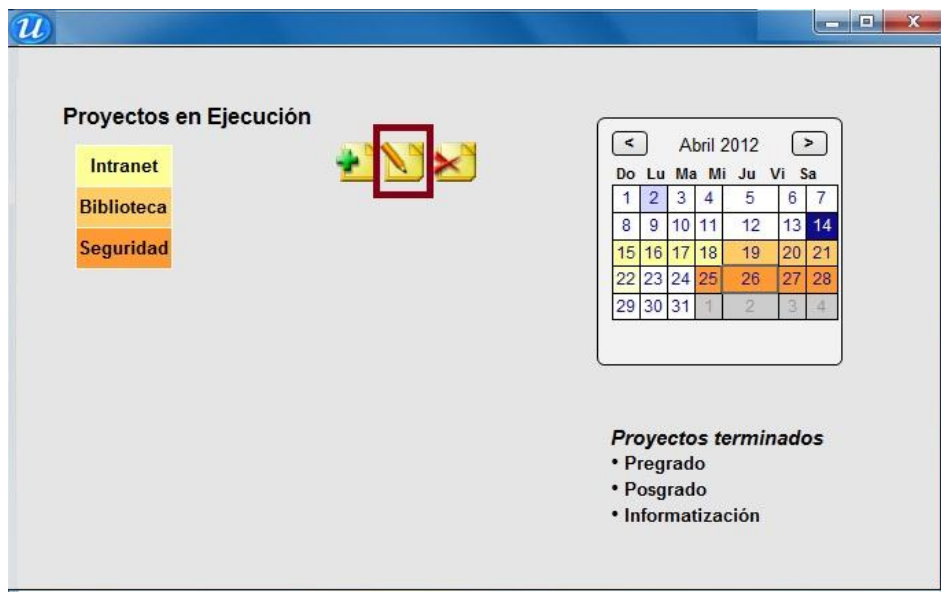 U
Proyectos en Ejecución
Intranet
Biblioteca
Seguridad
< Abril 2012 >
Do Lu Ma Mi Ju Vi Sa
1 2 3 4 5 6 7
8 9 10 11 12 13 14
15 16 17 18 19 20 21
22 23 24 25 26 27 28
29 30 31 1 2 3 4
Proyectos terminados
• Pregrado
• Posgrado
• Informatización